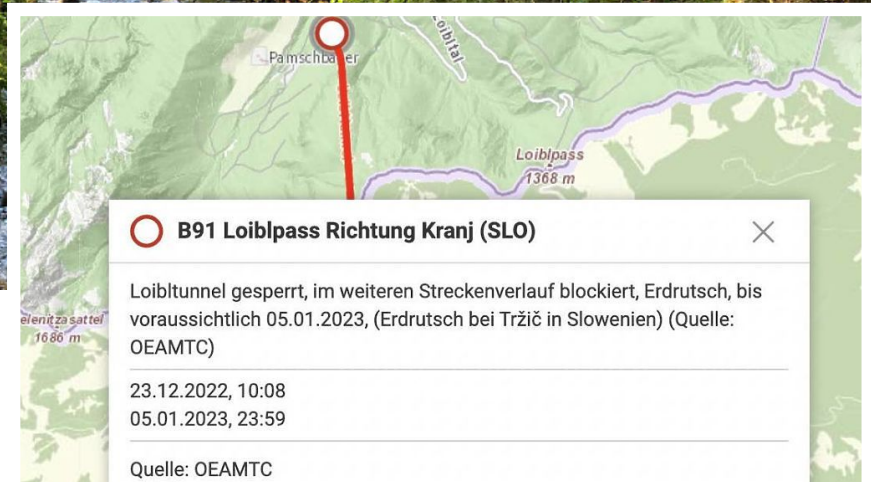 Pamschbauer
Loibltal
Loiblpass
1368 m
B91 Loiblpass Richtung Kranj (SLO)
Loibltunnel gesperrt, im weiteren Streckenverlauf blockiert, Erdrutsch, bis
voraussichtlich 05.01.2023, (Erdrutsch bei Tržič in Slowenien) (Quelle:
OEAMTC)
elenitzasattel
1686 m
23.12.2022, 10:08
05.01.2023, 23:59
Quelle: OEAMTC